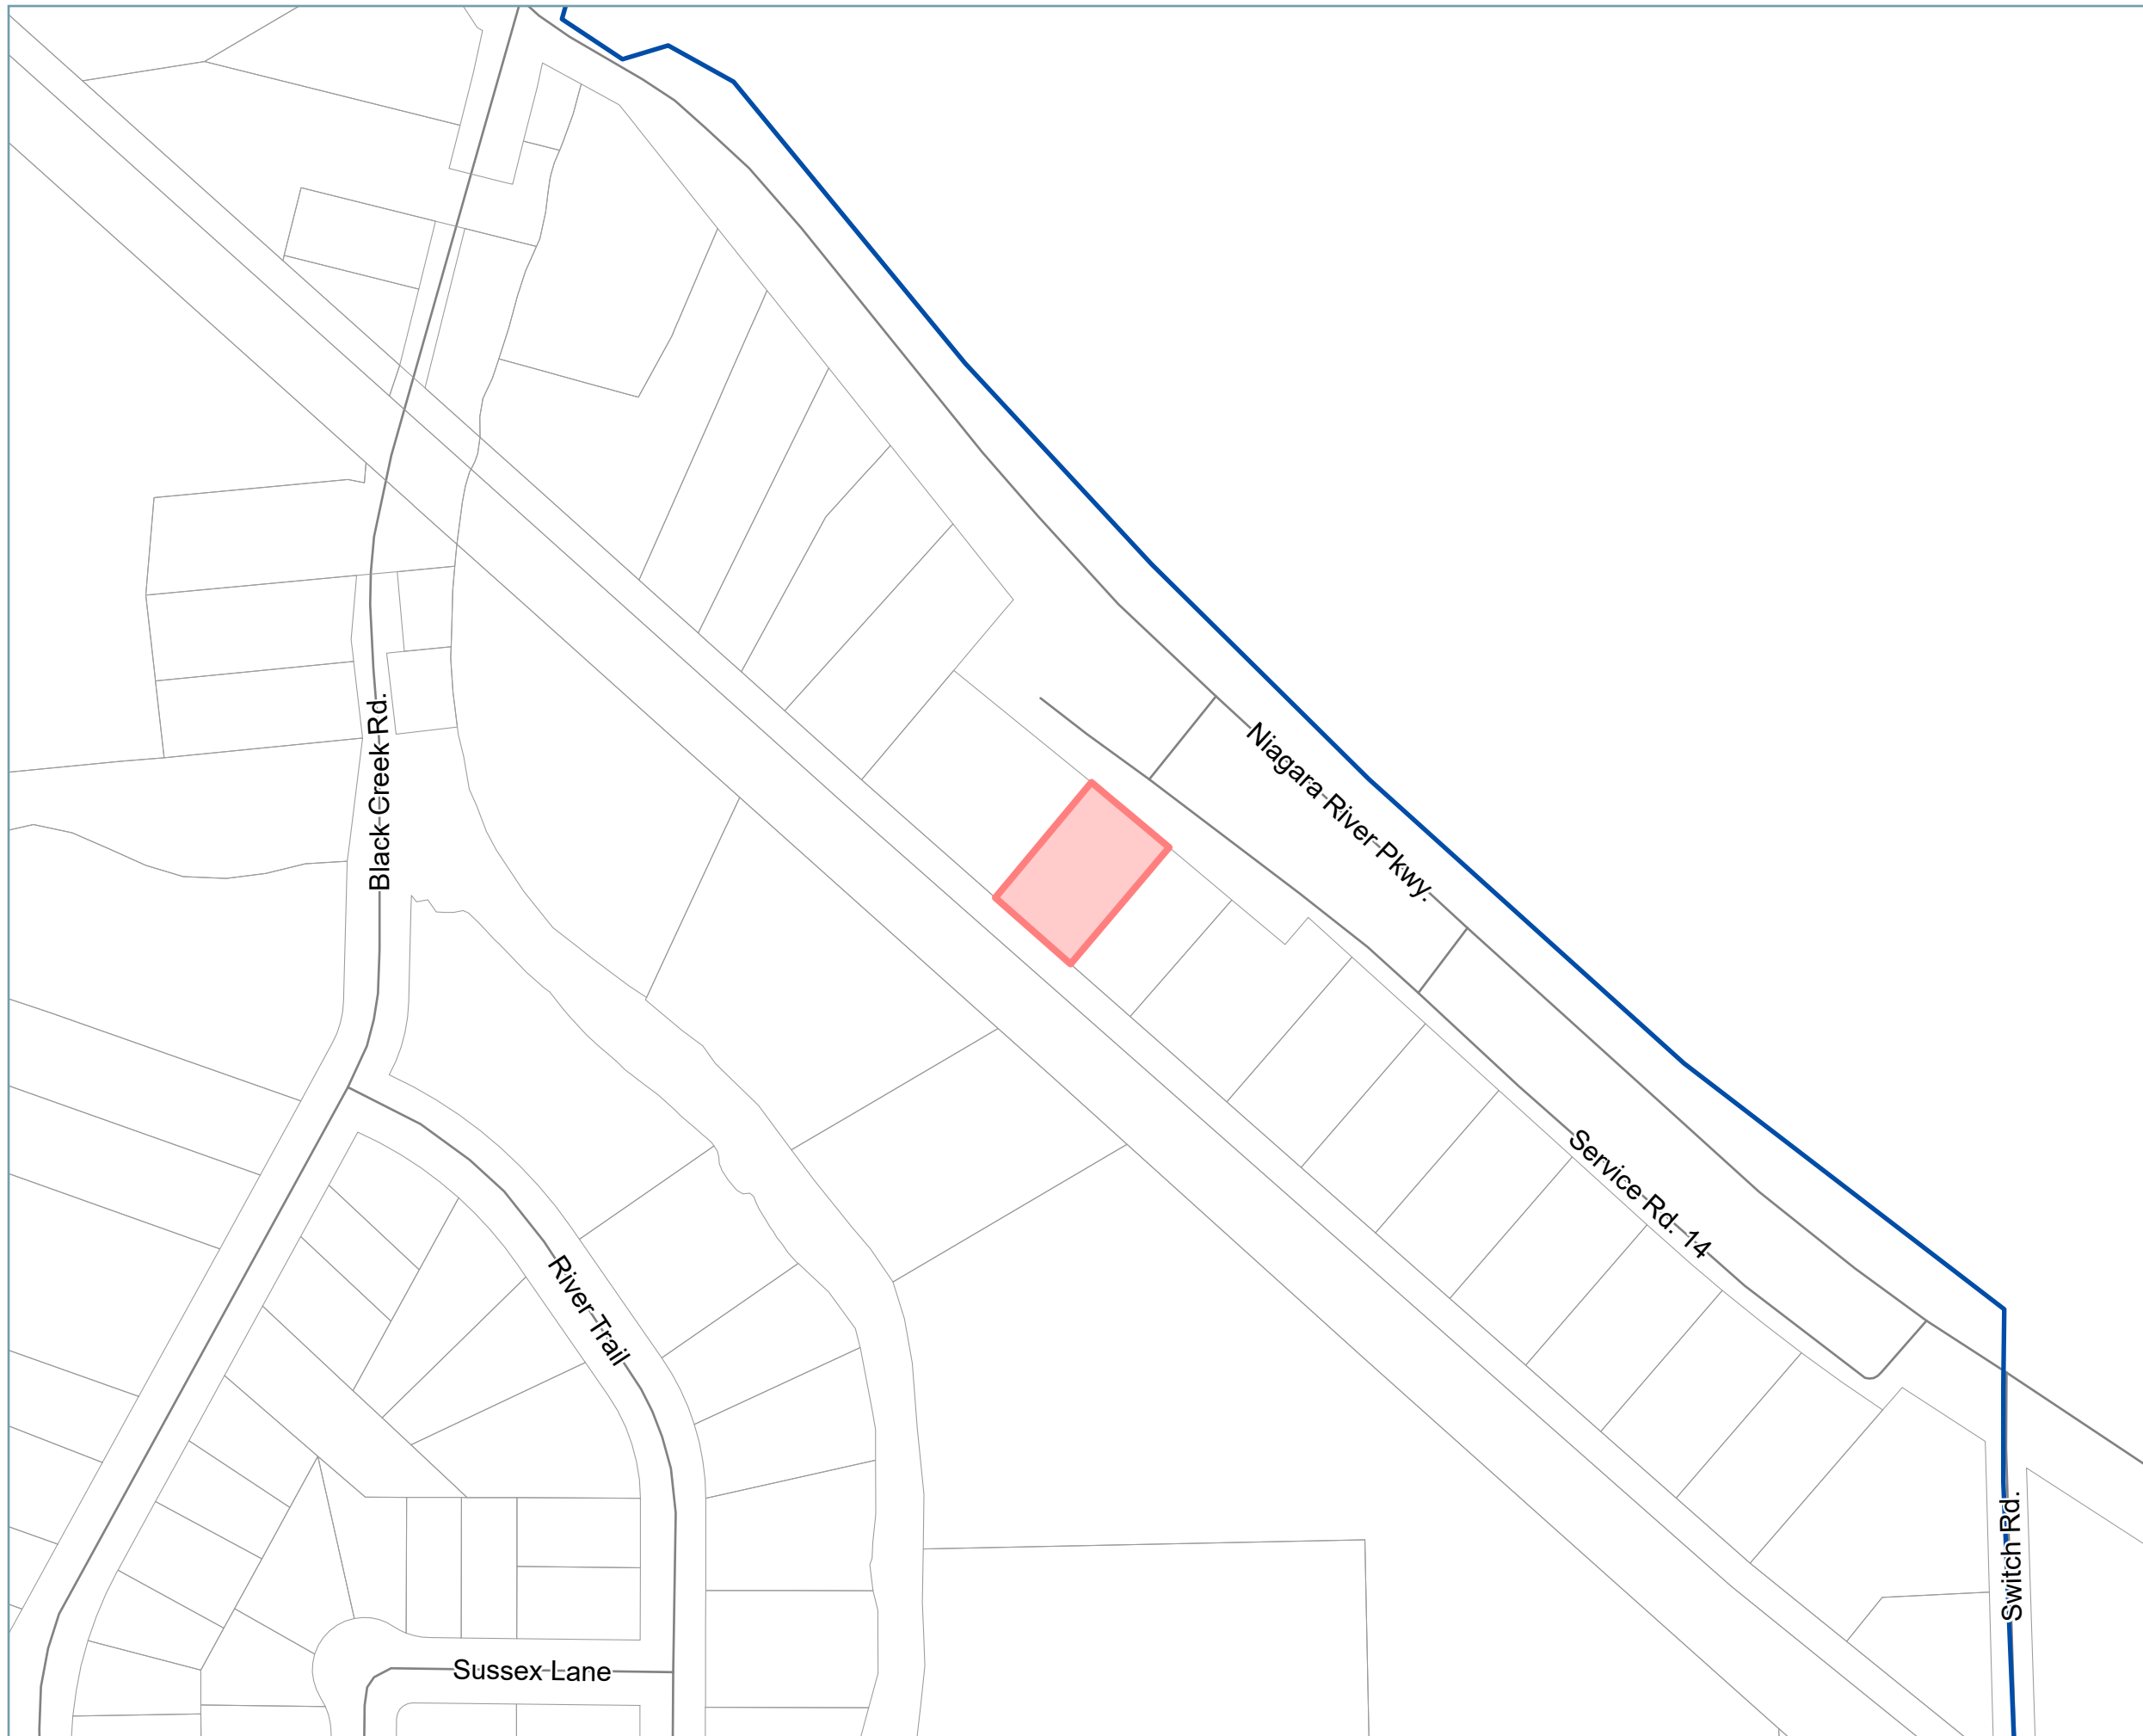 Black Creek Rd.
Niagara River Pkwy.
Service Rd. 14
River Trail
Switch Rd.
Sussex Lane